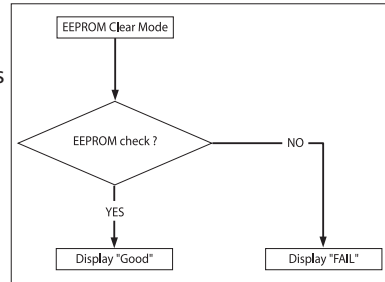 EEPROM Clear Mode
s
EEPROM check ?
NO
YES
Display "Good"
Display "FAIL"